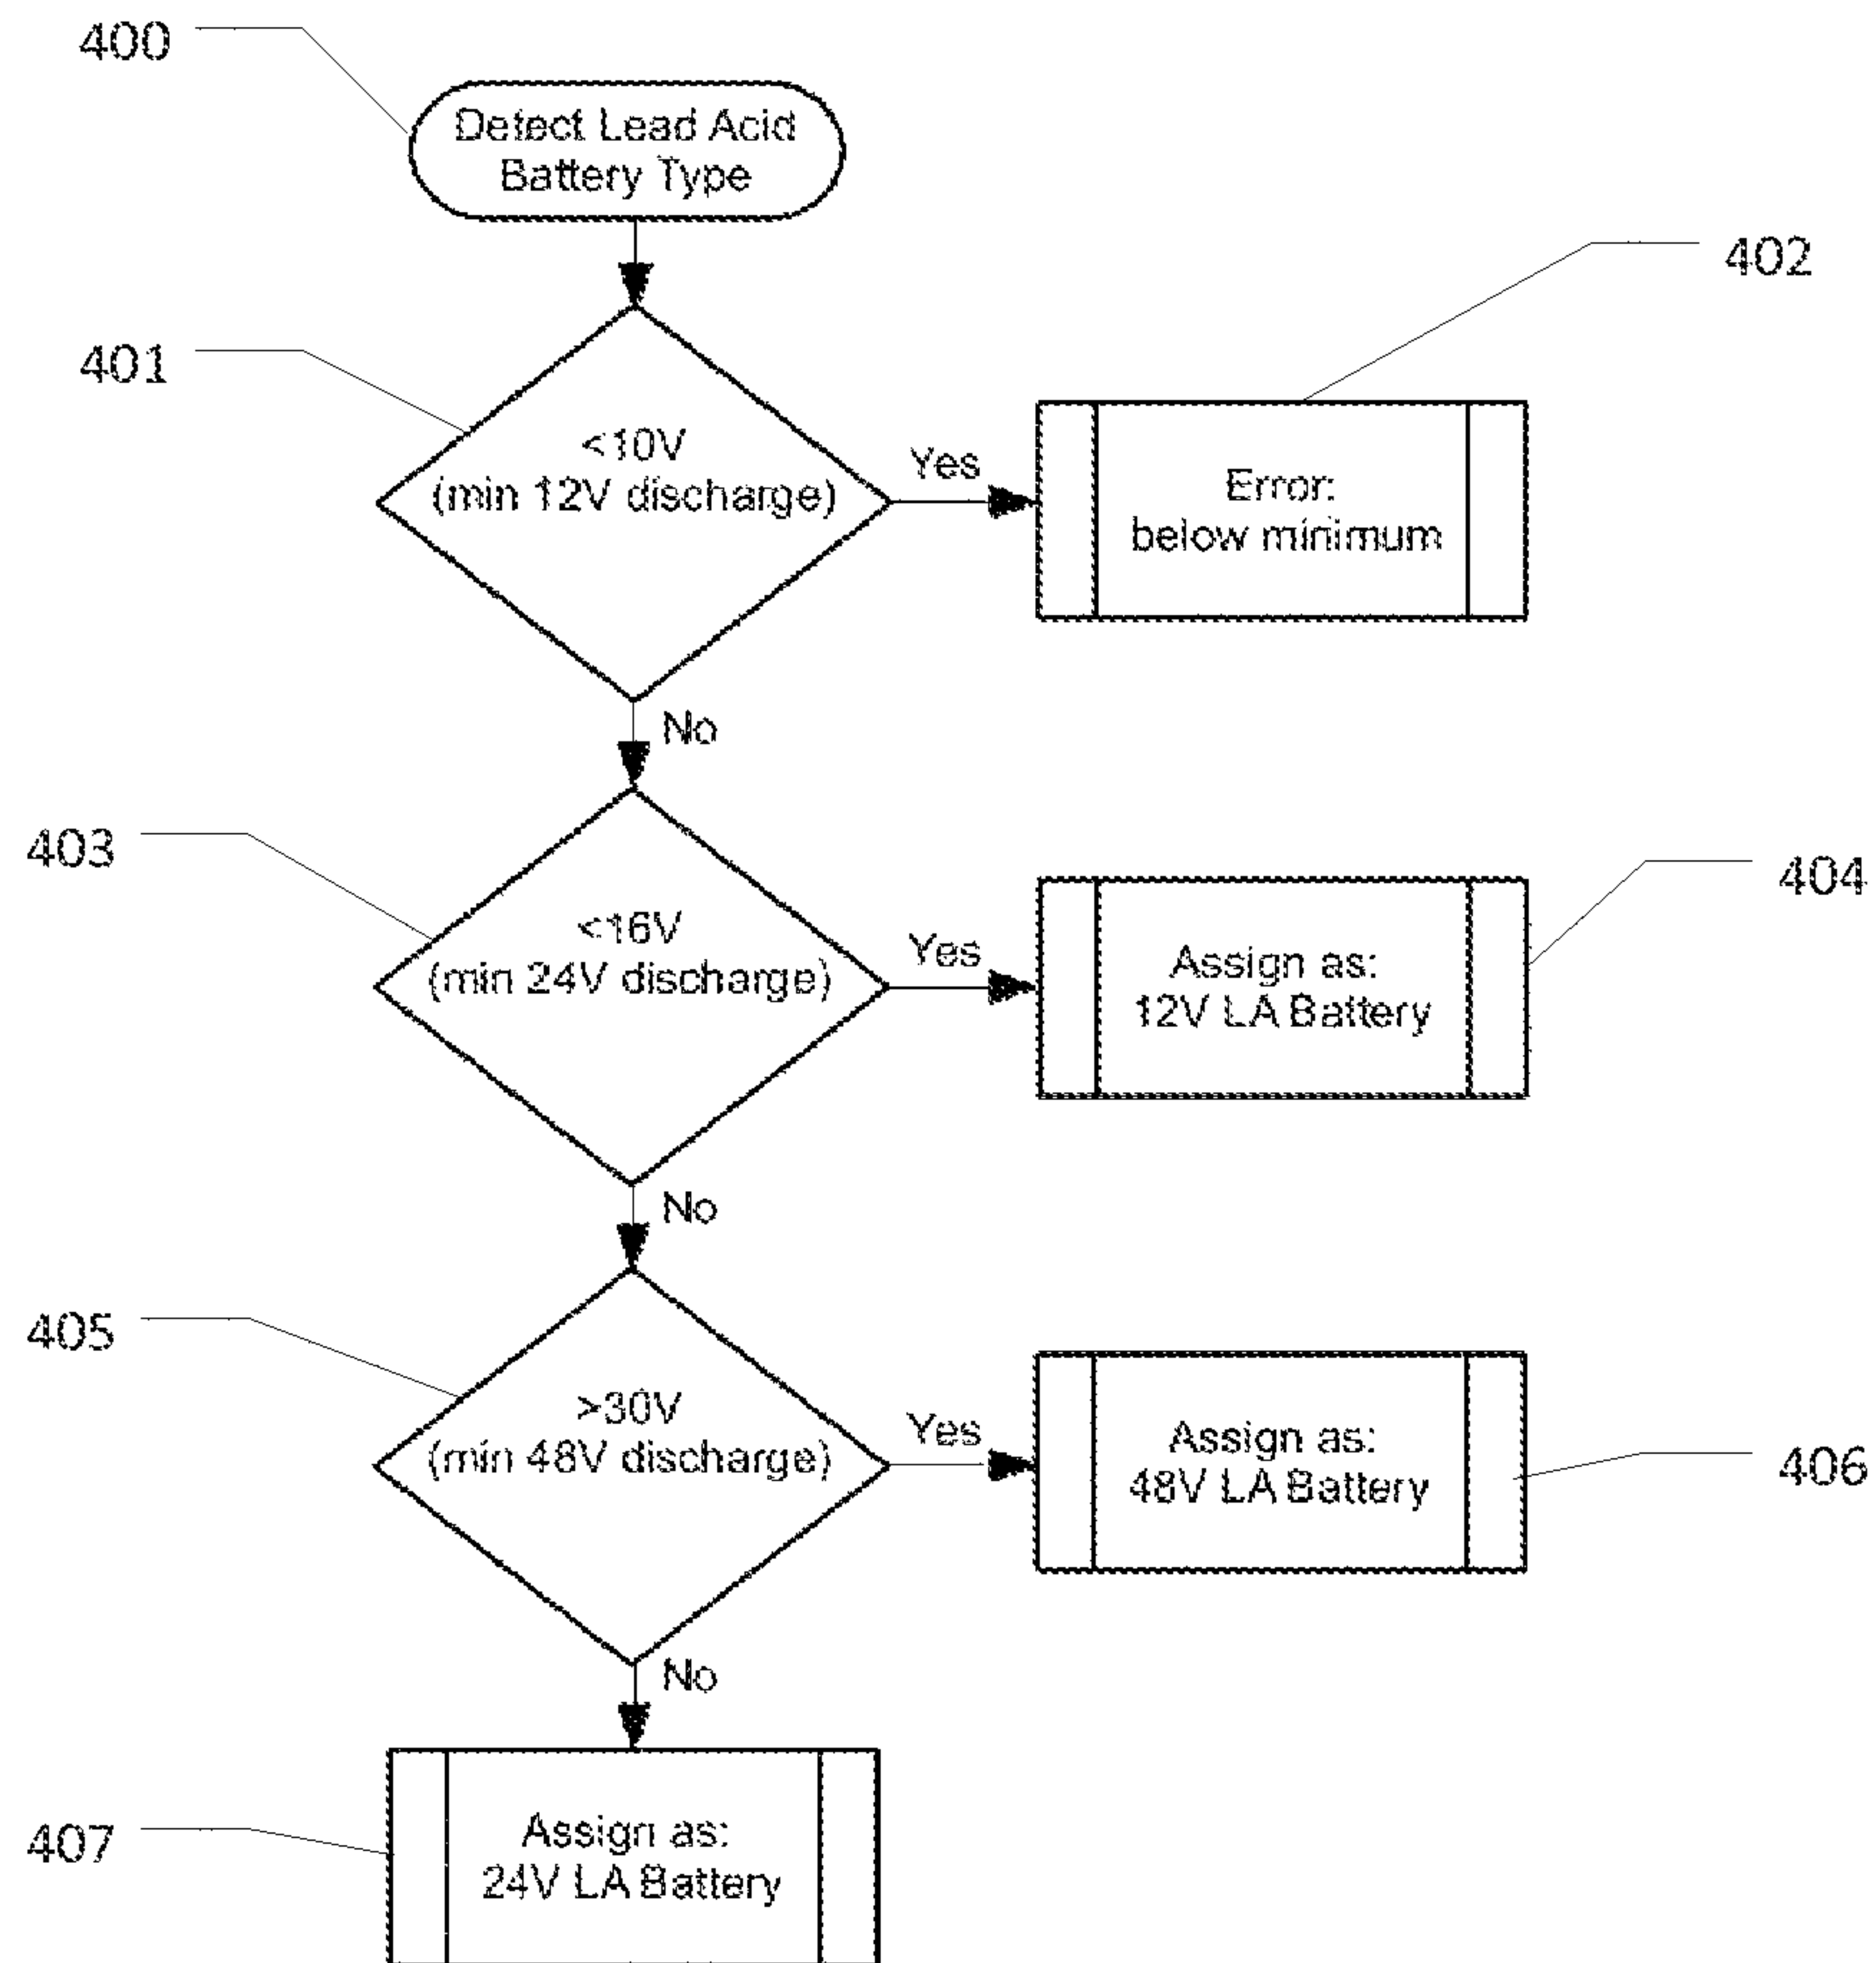 400
Detect Lead Acid
Battery Type
402
401
<10V
(min 12V discharge)
Yes
Error:
below minimum
No
403
404
<16V
(min 24V discharge)
Yes
Assign as:
12V LA Battery
No
405
>30V
(min 48V discharge)
Yes
Assign as:
48V LA Battery
406
No
407
Assign as:
24V LA Battery